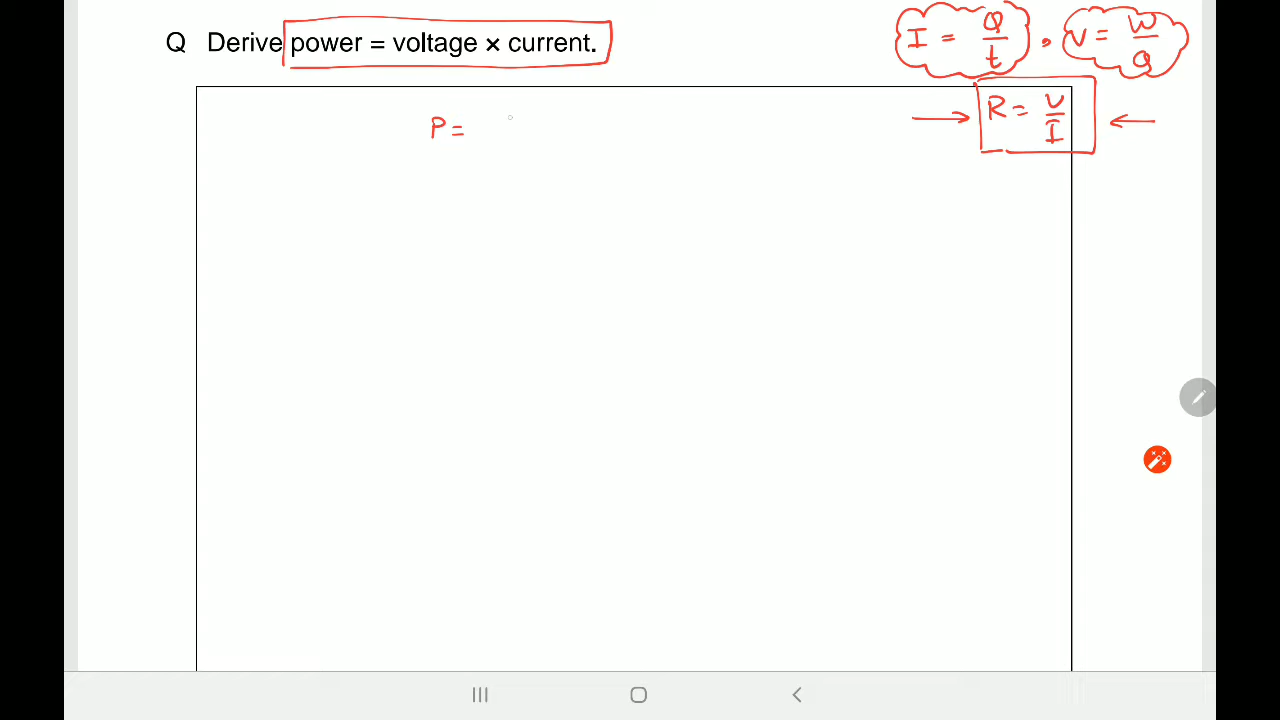 Q Derive power = voltage × current.
I = Q/t , V = W/Q
R = V/I
P =